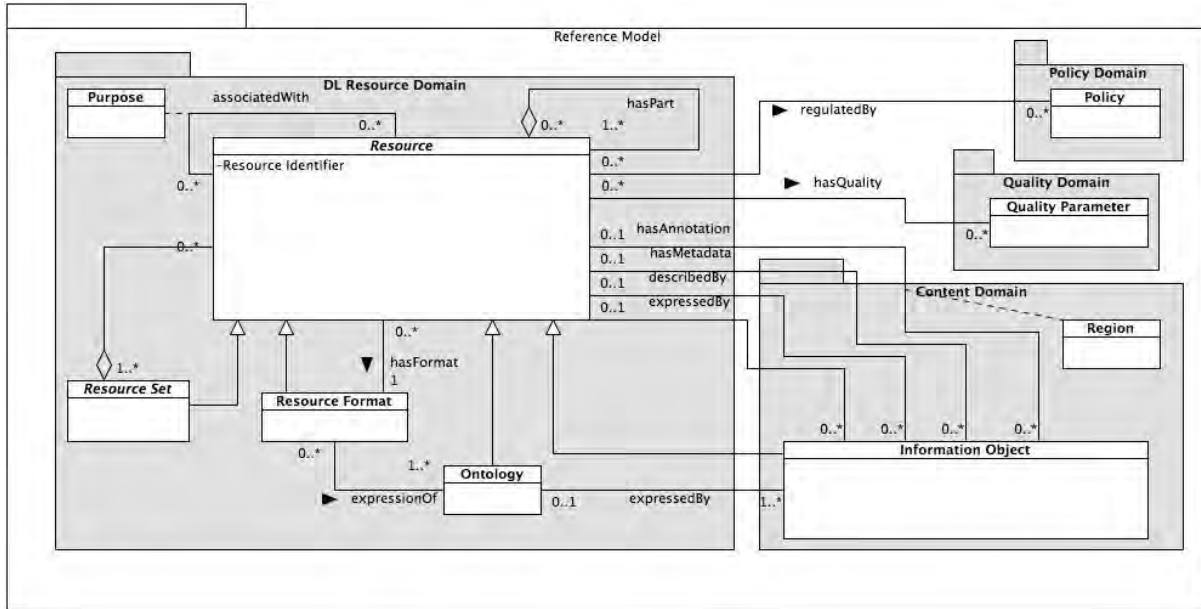 Reference Model
DL Resource Domain
Policy Domain
Purpose
associatedWith
hasPart
Policy
0..*
0..*
1..*
regulatedBy
0..*
Resource
0..*
-Resource Identifier
0..*
0..*
hasQuality
Quality Domain
Quality Parameter
0..*
0..*
0..1
hasAnnotation
0..1
hasMetadata
0..1
describedBy
0..1
expressedBy
Content Domain
Region
0..*
hasFormat
1
1..*
Resource Set
Resource Format
0..*
0..*
0..*
0..*
Information Object
0..*
1..*
Ontology
expressionOf
0..1
expressedBy
1..*